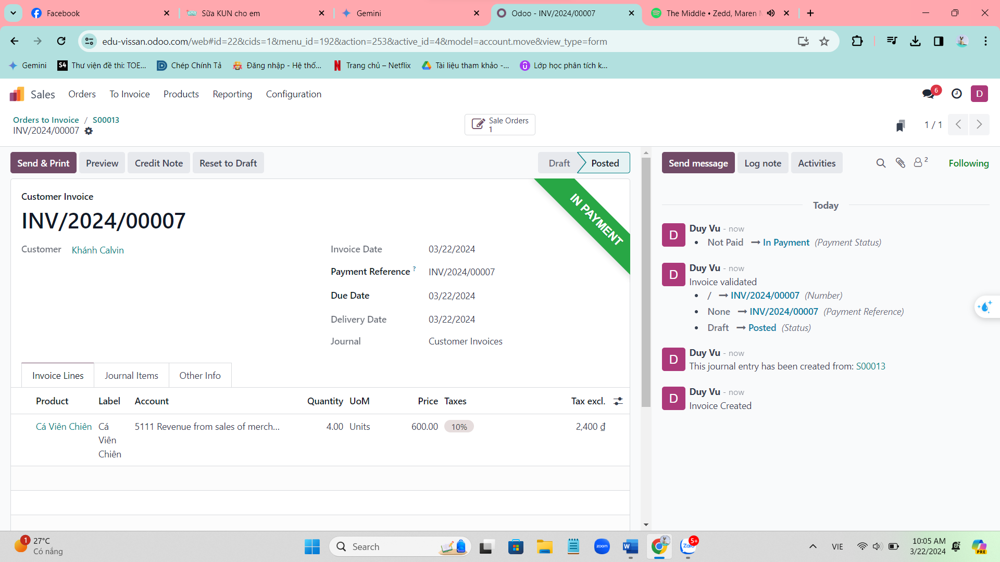 Facebook
Sữa KUN cho em
Gemini
Odoo - INV/2024/00007
The Middle • Zedd, Maren
edu-vissan.odoo.com/web#id=22&cids=1&menu_id=192&action=253&active_id=4&model=account.move&view_type=form
Gemini
S4 Thư viện đề thi: TOE...
Chép Chính Tả
Đăng nhập - Hệ thố...
Trang chủ – Netflix
Tài liệu tham khảo -...
Lớp học phân tích k...
Sales
Orders
To Invoice
Products
Reporting
Configuration
6
D
Orders to Invoice / S00013
INV/2024/00007
Sale Orders
1
1 / 1
Send & Print
Preview
Credit Note
Reset to Draft
Draft
Posted
Send message
Log note
Activities
2
Following
IN PAYMENT
Customer Invoice
INV/2024/00007
Customer Khánh Calvin
Invoice Date 03/22/2024
Payment Reference ? INV/2024/00007
Due Date 03/22/2024
Delivery Date 03/22/2024
Journal Customer Invoices
Invoice Lines
Journal Items
Other Info
Product Label Account Quantity UoM Price Taxes Tax excl.
Cá Viên Chiên Cá 5111 Revenue from sales of merch... 4.00 Units 600.00 10% 2,400 ₫
Viên
Chiên
Today
D
Duy Vu - now
• Not Paid → In Payment (Payment Status)
D
Duy Vu - now
Invoice validated
• / → INV/2024/00007 (Number)
• None → INV/2024/00007 (Payment Reference)
• Draft → Posted (Status)
D
Duy Vu - now
This journal entry has been created from: S00013
D
Duy Vu - now
Invoice Created
1
27°C
Có nắng
Search
zoom
W
Zalo
5+
VIE
10:05 AM
3/22/2024
PRE